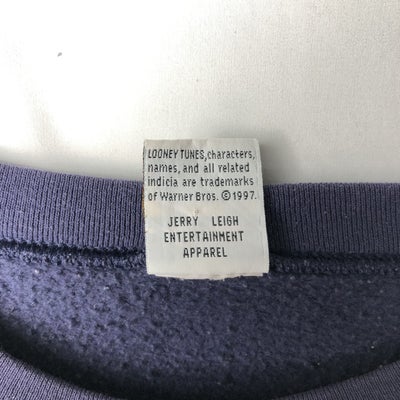 LOONEY TUNES, characters,
names, and all related
indicia are trademarks
of Warner Bros. ©1997.
JERRY LEIGH
ENTERTAINMENT
APPAREL